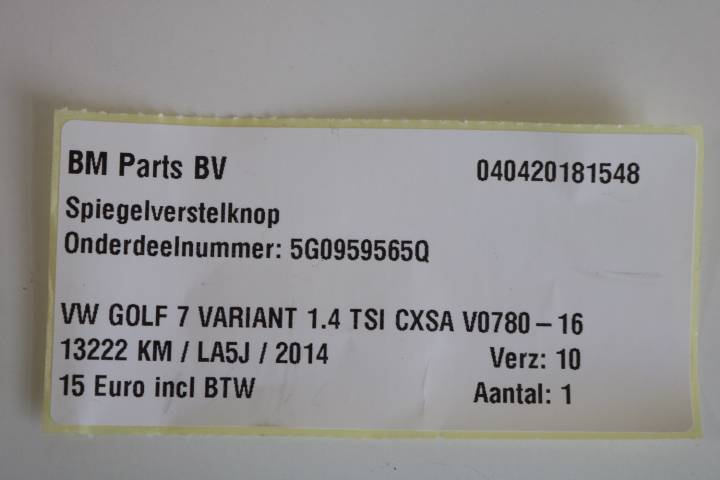 BM Parts BV 040420181548
Spiegelverstelknop
Onderdeelnummer: 5G0959565Q
VW GOLF 7 VARIANT 1.4 TSI CXSA V0780 – 16
13222 KM / LA5J / 2014 Verz: 10
15 Euro incl BTW Aantal: 1